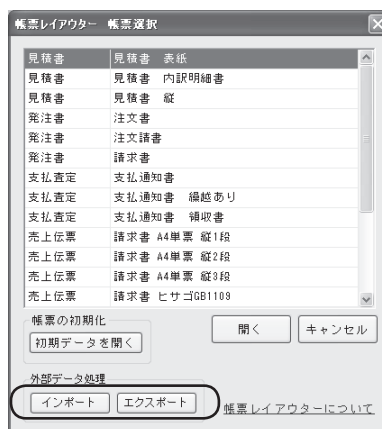 帳票レイアウター 帳票選択
見積書 見積書 表紙
見積書 見積書 内訳明細書
見積書 見積書 縦
発注書 注文書
発注書 注文請書
発注書 請求書
支払査定 支払通知書
支払査定 支払通知書 繰越あり
支払査定 支払通知書 領収書
売上伝票 請求書 A4単票 縦1段
売上伝票 請求書 A4単票 縦2段
売上伝票 請求書 A4単票 縦3段
売上伝票 請求書 ヒサゴGB1109
帳票の初期化
初期データを開く
開く
キャンセル
外部データ処理
インポート
エクスポート
帳票レイアウターについて